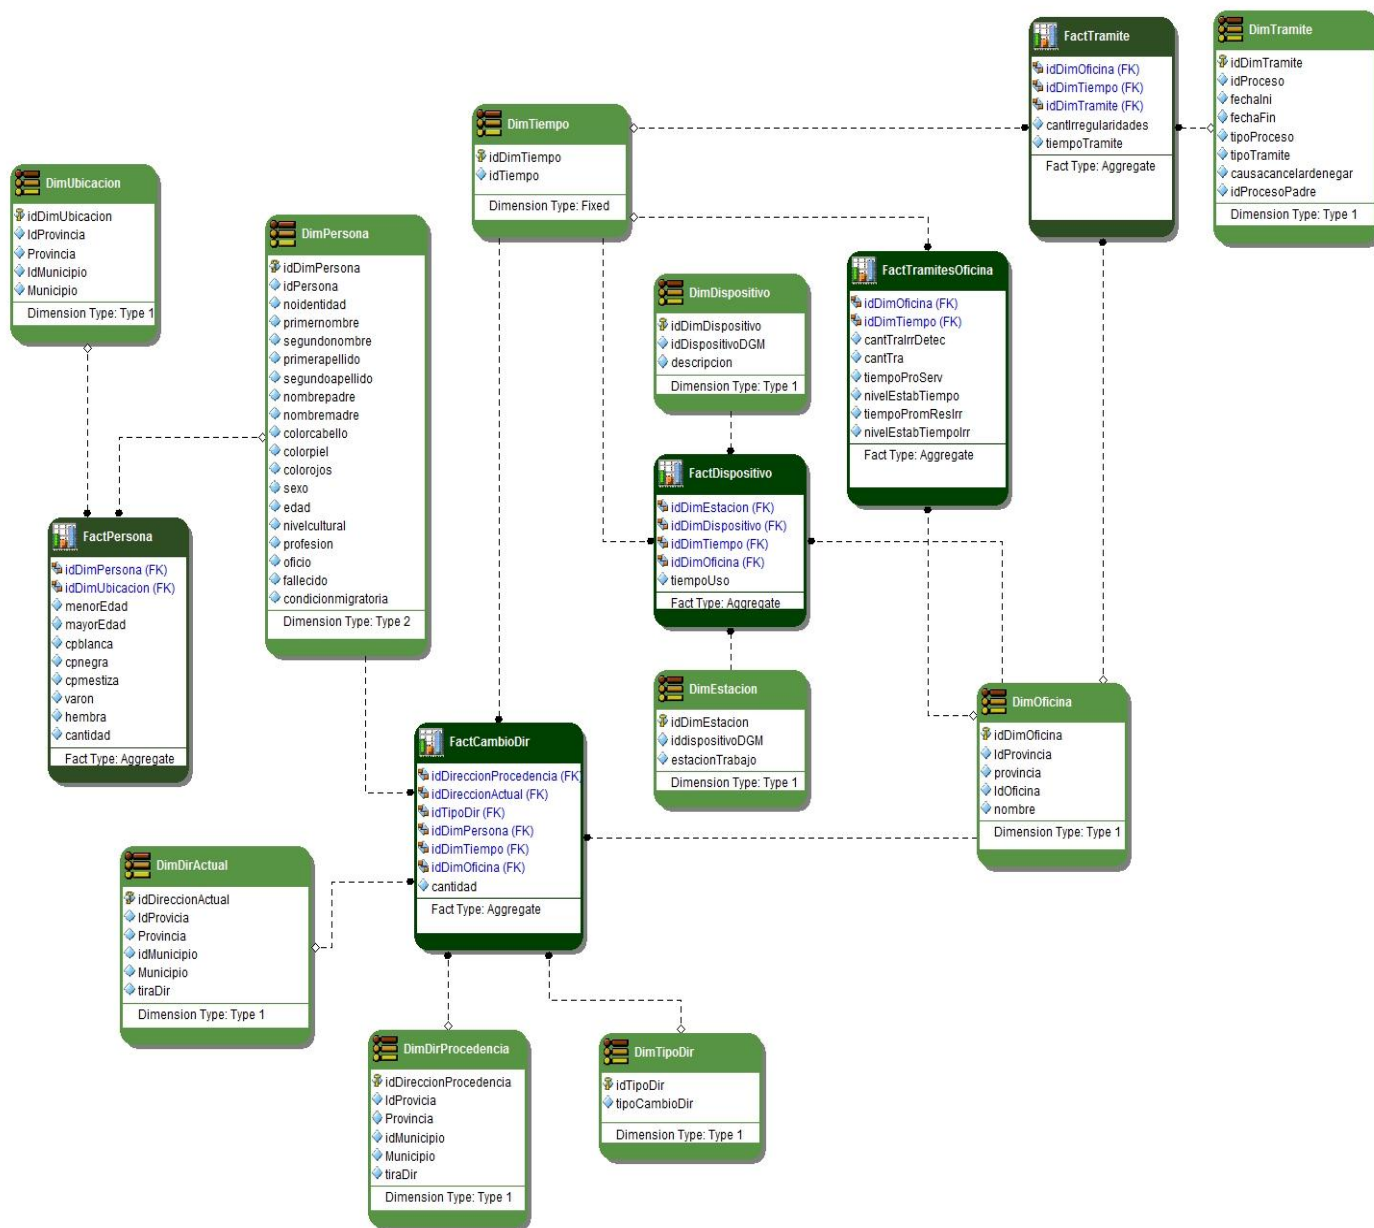 FactTramite
idDimOficina (FK)
idDimTiempo (FK)
idDimTramite (FK)
cantIrregularidades
tiempoTramite
Fact Type: Aggregate
DimTramite
idDimTramite
idProceso
fechaIni
fechaFin
tipoProceso
tipoTramite
causacancelardenegar
idProcesoPadre
Dimension Type: Type 1
DimTiempo
idDimTiempo
idTiempo
Dimension Type: Fixed
DimUbicacion
idDimUbicacion
IdProvincia
Provincia
IdMunicipio
Municipio
Dimension Type: Type 1
DimPersona
idDimPersona
idPersona
noidentidad
primernombre
segundonombre
primerapellido
segundoapellido
nombrepadre
nombremadre
colorcabello
colorpiel
colorojos
sexo
edad
nivelcultural
profesion
oficio
fallecido
condicionmigratoria
Dimension Type: Type 2
FactTramitesOficina
idDimOficina (FK)
idDimTiempo (FK)
cantTraIrrDetec
cantTra
tiempoProServ
nivelEstabTiempo
tiempoPromResIrr
nivelEstabTiempoIrr
Fact Type: Aggregate
DimDispositivo
idDimDispositivo
idDispositivoDGM
descripcion
Dimension Type: Type 1
FactDispositivo
idDimEstacion (FK)
idDimDispositivo (FK)
idDimTiempo (FK)
idDimOficina (FK)
tiempoUso
Fact Type: Aggregate
FactPersona
idDimPersona (FK)
idDimUbicacion (FK)
menorEdad
mayorEdad
cpblanca
cpnegra
cpmestiza
varon
hembra
cantidad
Fact Type: Aggregate
DimEstacion
idDimEstacion
iddispositivoDGM
estacionTrabajo
Dimension Type: Type 1
DimOficina
idDimOficina
IdProvincia
provincia
IdOficina
nombre
Dimension Type: Type 1
FactCambioDir
idDireccionProcedencia (FK
idDireccionActual (FK)
idTipoDir (FK)
idDimPersona (FK)
idDimTiempo (FK)
idDimOficina (FK)
cantidad
Fact Type: Aggregate
DimDirActual
idDireccionActual
IdProvicia
Provincia
idMunicipio
Municipio
tiraDir
Dimension Type: Type 1
DimDirProcedencia
idDireccionProcedencia
IdProvicia
Provincia
idMunicipio
Municipio
tiraDir
Dimension Type: Type 1
DimTipoDir
idTipoDir
tipoCambioDir
Dimension Type: Type 1